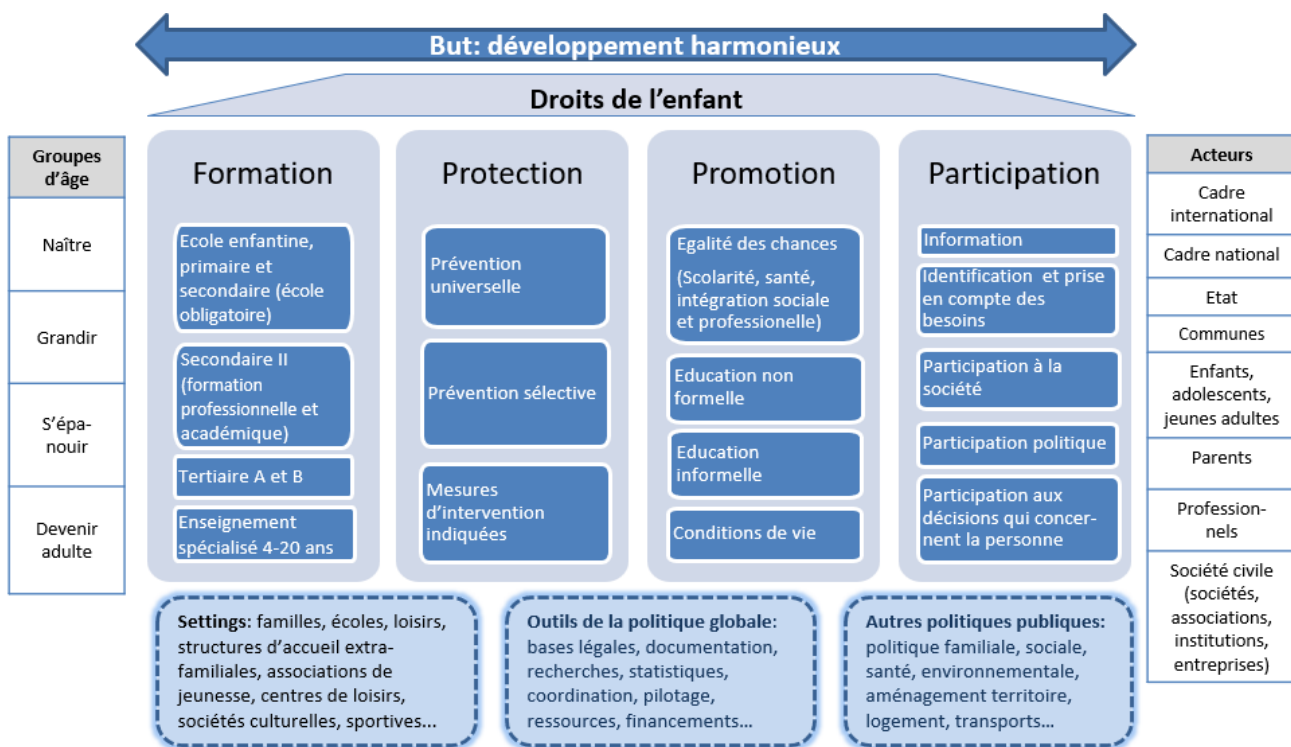 But: développement harmonieux
Droits de l'enfant
Groupes
d'âge
Naître
Grandir
S'épa-
nouir
Devenir
adulte
Formation
Ecole enfantine,
primaire et
secondaire (école
obligatoire)
Secondaire II
(formation
professionnelle et
académique)
Tertiaire A et B
Enseignement
spécialisé 4-20 ans
Protection
Prévention
universelle
Prévention sélective
Mesures
d'intervention
indiquées
Promotion
Egalité des chances
(Scolarité, santé,
intégration sociale
et professionelle)
Education non
formelle
Education
informelle
Conditions de vie
Participation
Information
Identification et prise
en compte des
besoins
Participation à la
société
Participation politique
Participation aux
décisions qui concer-
nent la personne
Acteurs
Cadre
international
Cadre national
Etat
Communes
Enfants,
adolescents,
jeunes adultes
Parents
Profession-
nels
Société civile
(sociétés,
associations,
institutions,
entreprises)
Settings: familles, écoles, loisirs,
structures d'accueil extra-
familiales, associations de
jeunesse, centres de loisirs,
sociétés culturelles, sportives...
Outils de la politique globale:
bases légales, documentation,
recherches, statistiques,
coordination, pilotage,
ressources, financements...
Autres politiques publiques:
politique familiale, sociale,
santé, environnementale,
aménagement territoire,
logement, transports...